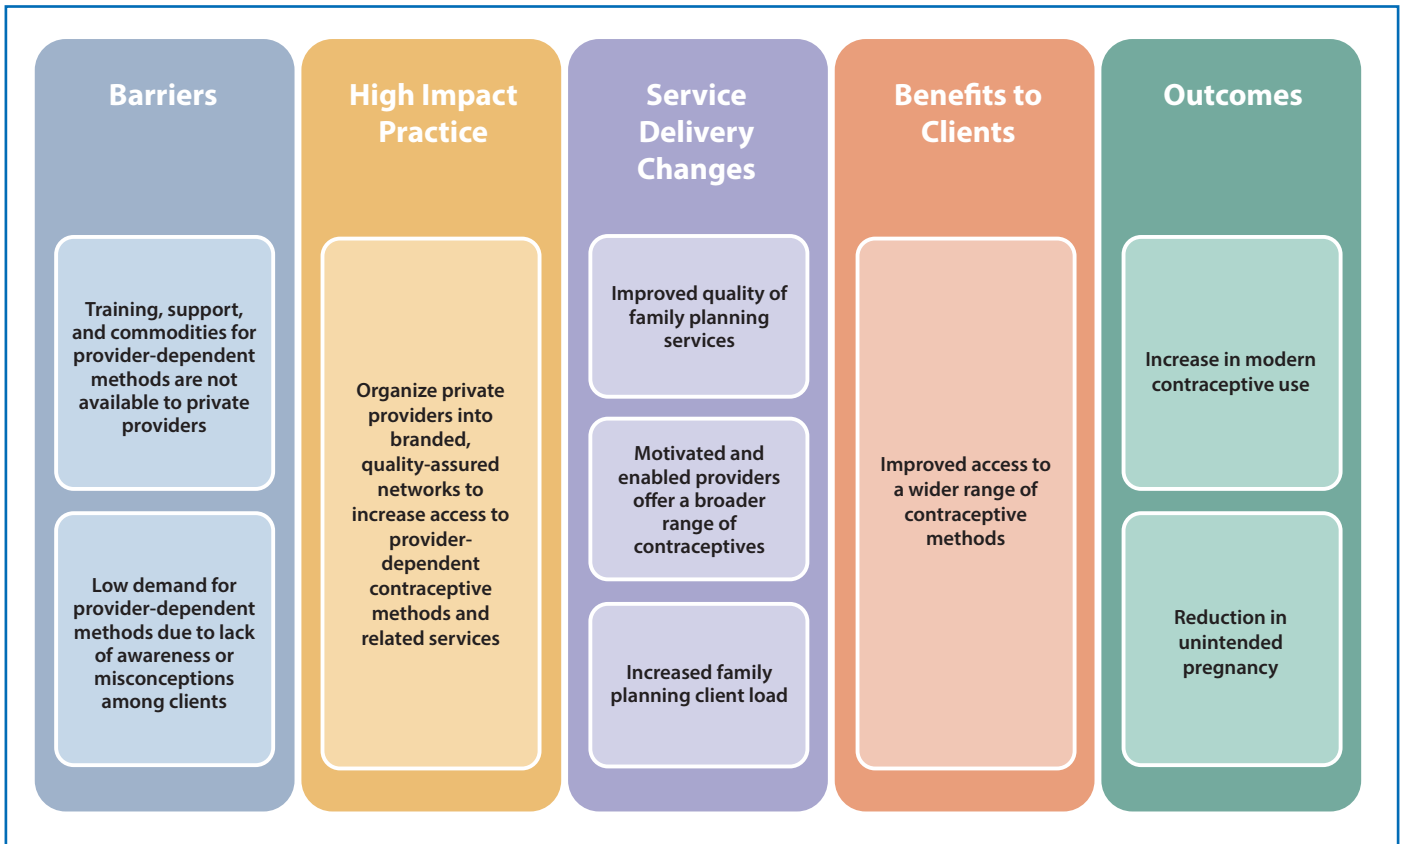 Barriers
Training, support,
and commodities for
provider-dependent
methods are not
available to private
providers
Low demand for
provider-dependent
methods due to lack
of awareness or
misconceptions
among clients
High Impact
Practice
Organize private
providers into
branded,
quality-assured
networks to
increase access to
provider-
dependent
contraceptive
methods and
related services
Service
Delivery
Changes
Improved quality of
family planning
services
Motivated and
enabled providers
offer a broader
range of
contraceptives
Increased family
planning client load
Benefits to
Clients
Improved access to
a wider range of
contraceptive
methods
Outcomes
Increase in modern
contraceptive use
Reduction in
unintended
pregnancy